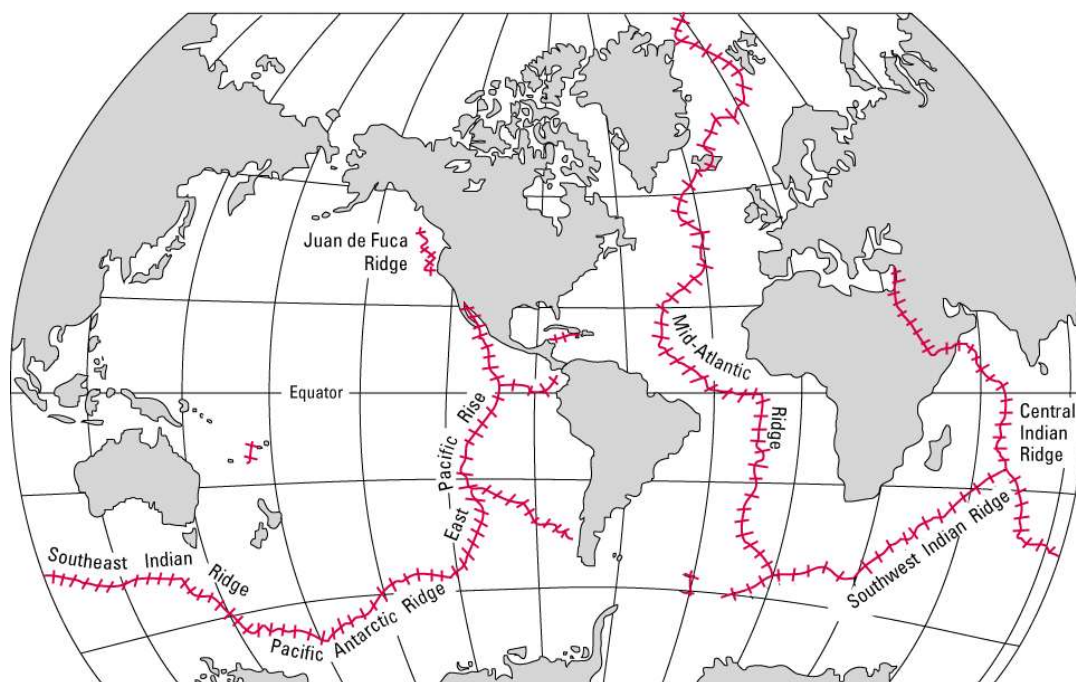 Juan de Fuca
Ridge
Mid-Atlantic
Ridge
Equator
East Pacific Rise
Central
Indian
Ridge
Southwest Indian Ridge
Southeast Indian Ridge
Pacific Antarctic Ridge